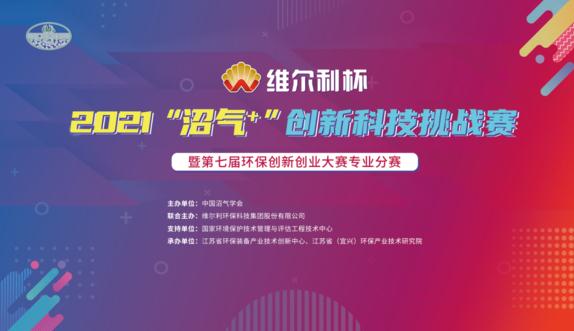 维尔利杯
2021“沼气+”创新科技挑战赛
暨第七届环保创新创业大赛专业分赛
主办单位：中国沼气学会
联合主办：维尔利环保科技集团股份有限公司
支持单位：国家环境保护技术管理与评估工程技术中心
承办单位：江苏省环保装备产业技术创新中心、江苏省（宜兴）环保产业技术研究院